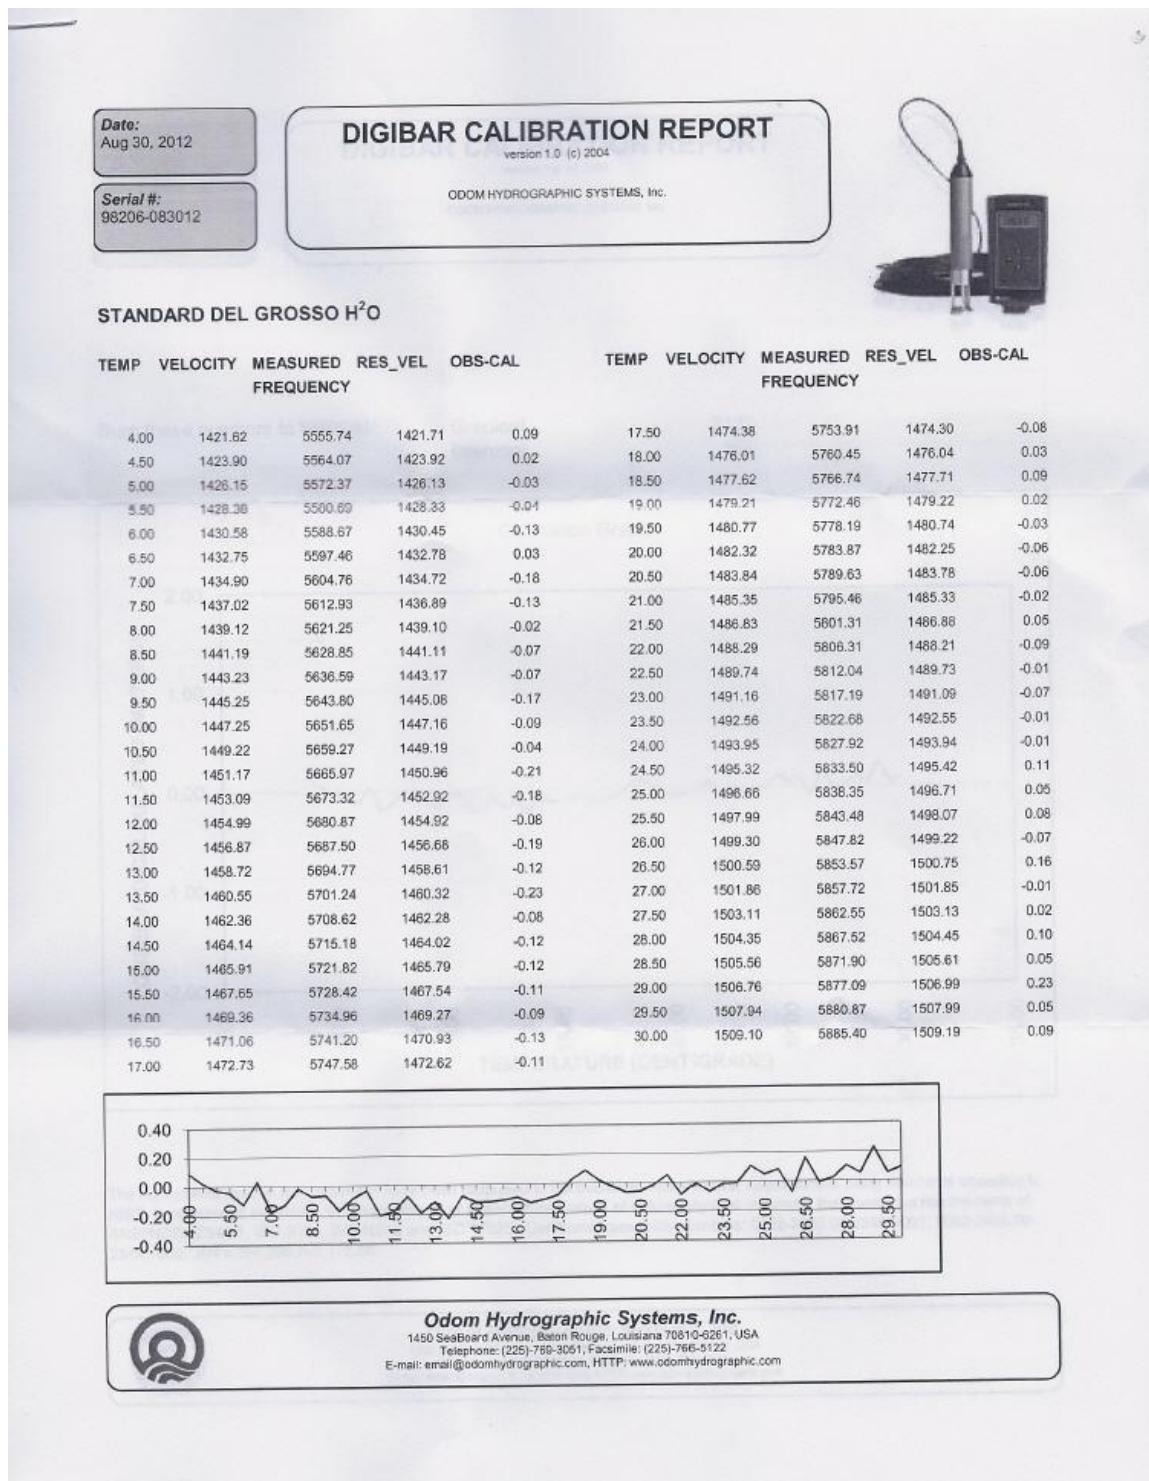 Date:
Aug 30, 2012
Serial #:
98206-083012
DIGIBAR CALIBRATION REPORT
version 1.0 (c) 2004
ODOM HYDROGRAPHIC SYSTEMS, Inc.
STANDARD DEL GROSSO H²O
TEMP VELOCITY MEASURED RES_VEL OBS-CAL TEMP VELOCITY MEASURED RES_VEL OBS-CAL
FREQUENCY FREQUENCY
4.00 1421.62 5555.74 1421.71 0.09 17.50 1474.38 5753.91 1474.30 -0.08
4.50 1423.90 5564.07 1423.92 0.02 18.00 1476.01 5760.45 1476.04 0.03
5.00 1426.15 5572.37 1426.13 -0.03 18.50 1477.62 5766.74 1477.71 0.09
5.50 1428.38 5580.69 1428.33 -0.04 19.00 1479.21 5772.46 1479.22 0.02
6.00 1430.58 5588.67 1430.45 -0.13 19.50 1480.77 5778.19 1480.74 -0.03
6.50 1432.75 5597.46 1432.78 0.03 20.00 1482.32 5783.87 1482.25 -0.06
7.00 1434.90 5604.76 1434.72 -0.18 20.50 1483.84 5789.63 1483.78 -0.06
7.50 1437.02 5612.93 1436.89 -0.13 21.00 1485.35 5795.46 1485.33 -0.02
8.00 1439.12 5621.25 1439.10 -0.02 21.50 1486.83 5801.31 1486.88 0.05
8.50 1441.19 5628.85 1441.11 -0.07 22.00 1488.29 5806.31 1488.21 -0.09
9.00 1443.23 5636.59 1443.17 -0.07 22.50 1489.74 5812.04 1489.73 -0.01
9.50 1445.25 5643.80 1445.08 -0.17 23.00 1491.16 5817.19 1491.09 -0.07
10.00 1447.25 5651.65 1447.16 -0.09 23.50 1492.56 5822.68 1492.55 -0.01
10.50 1449.22 5659.27 1449.19 -0.04 24.00 1493.95 5827.92 1493.94 -0.01
11.00 1451.17 5665.97 1450.96 -0.21 24.50 1495.32 5833.50 1495.42 0.11
11.50 1453.09 5673.32 1452.92 -0.18 25.00 1496.66 5838.35 1496.71 0.05
12.00 1454.99 5680.87 1454.92 -0.08 25.50 1497.99 5843.48 1498.07 0.08
12.50 1456.87 5687.50 1456.68 -0.19 26.00 1499.30 5847.82 1499.22 -0.07
13.00 1458.72 5694.77 1458.61 -0.12 26.50 1500.59 5853.57 1500.75 0.16
13.50 1460.55 5701.24 1460.32 -0.23 27.00 1501.86 5857.72 1501.85 -0.01
14.00 1462.36 5708.62 1462.28 -0.08 27.50 1503.11 5862.55 1503.13 0.02
14.50 1464.14 5715.18 1464.02 -0.12 28.00 1504.35 5867.52 1504.45 0.10
15.00 1465.91 5721.82 1465.79 -0.12 28.50 1505.56 5871.90 1505.61 0.05
15.50 1467.65 5728.42 1467.54 -0.11 29.00 1506.76 5877.09 1506.99 0.23
16.00 1469.36 5734.96 1469.27 -0.09 29.50 1507.94 5880.87 1507.99 0.05
16.50 1471.06 5741.20 1470.93 -0.13 30.00 1509.10 5885.40 1509.19 0.09
17.00 1472.73 5747.58 1472.62 -0.11
0.40
0.20
0.00
-0.20
-0.40
4.00 5.50 7.00 8.50 10.00 11.50 13.00 14.50 16.00 17.50 19.00 20.50 22.00 23.50 25.00 26.50 28.00 29.50
Odom Hydrographic Systems, Inc.
1450 SeaBoard Avenue, Baton Rouge, Louisiana 70810-6261, USA
Telephone: (225)-769-3051, Facsimile: (225)-766-5122
E-mail: email@odomhydrographic.com, HTTP: www.odomhydrographic.com